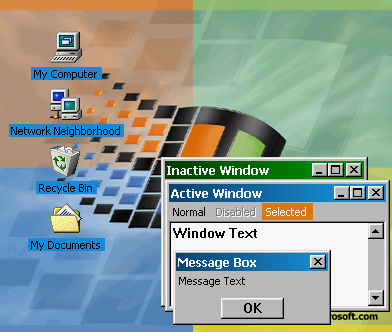 My Computer
Network Neighborhood
Recycle Bin
My Documents
Inactive Window
Active Window
Normal Disabled Selected
Window Text
Message Box
Message Text
OK
rosoft.com